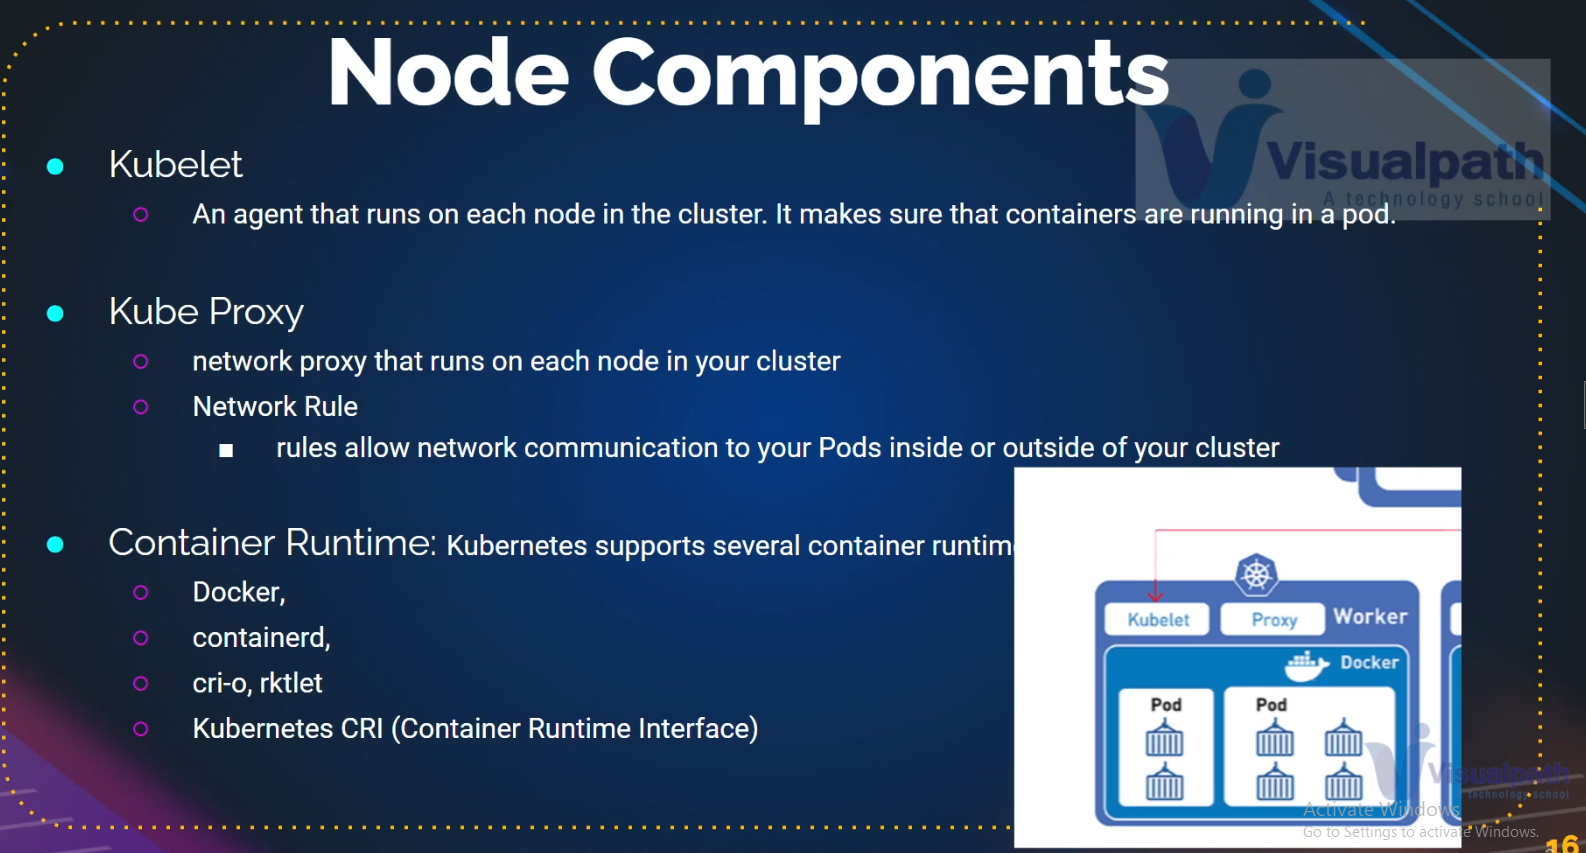 Node Components
Visualpath
A technology school
Kubelet
An agent that runs on each node in the cluster. It makes sure that containers are running in a pod.
Kube Proxy
network proxy that runs on each node in your cluster
Network Rule
rules allow network communication to your Pods inside or outside of your cluster
Container Runtime: Kubernetes supports several container
Docker,
containerd,
cri-o, rktlet
Kubernetes CRI (Container Runtime Interface)
Kubelet Proxy Worker
Docker
Pod Pod
Visualpath
technology school
Activate Windows
Go to Settings to activate Windows.
16